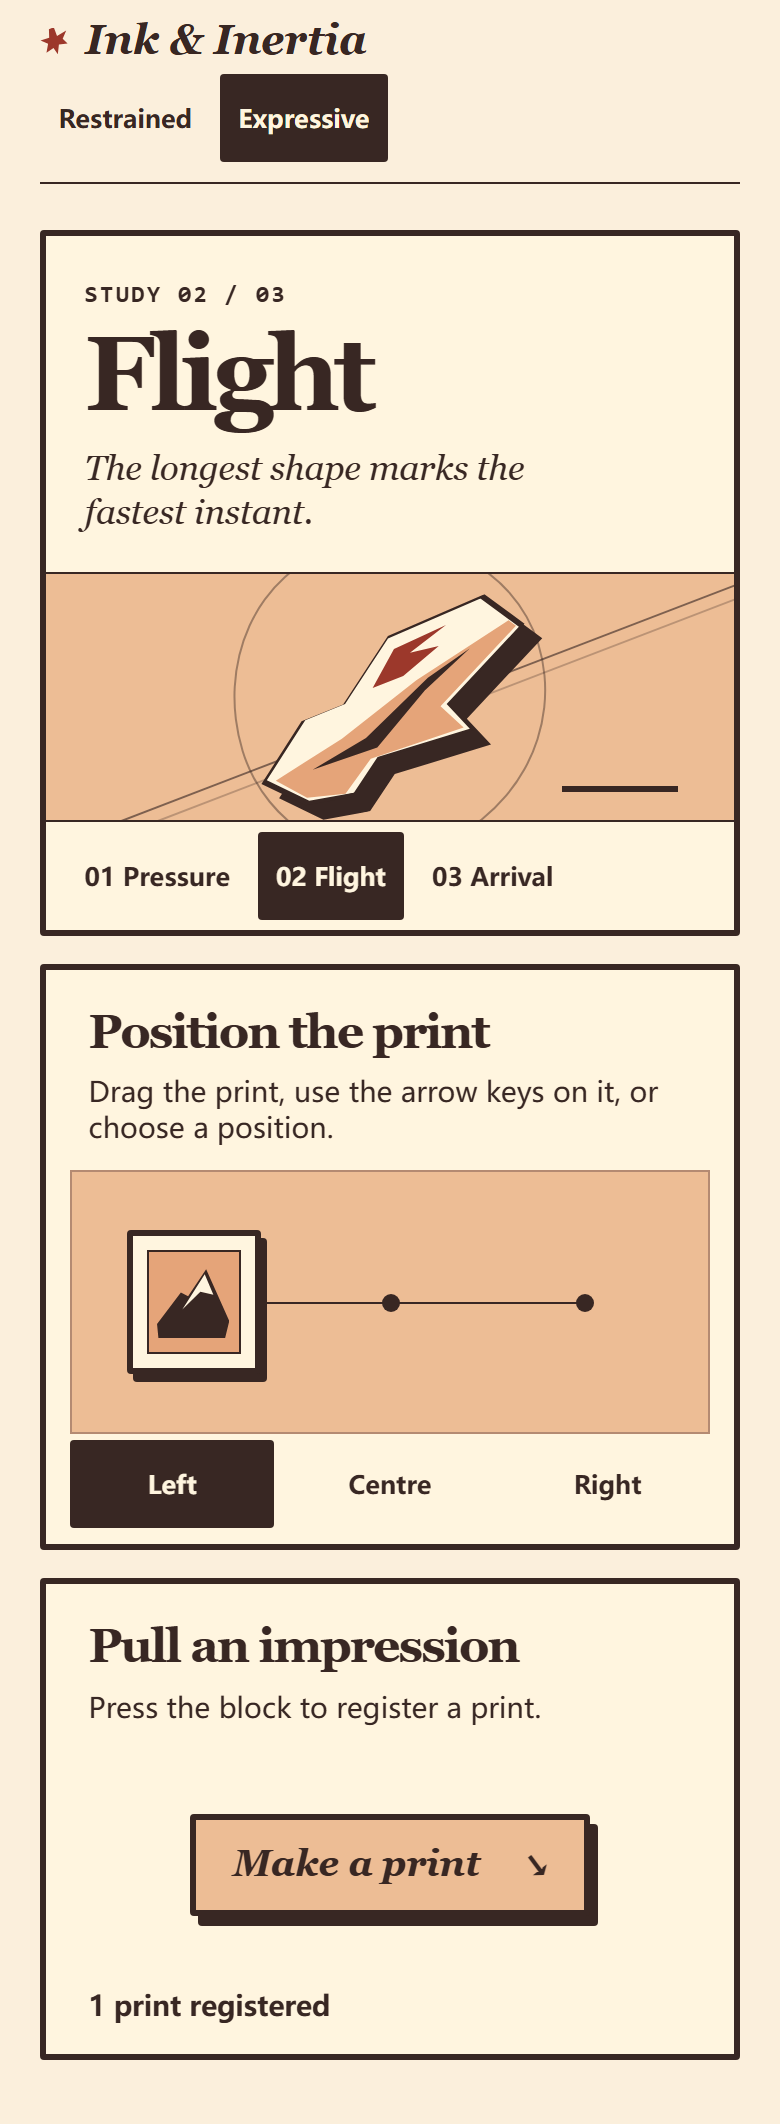 Ink & Inertia
Restrained Expressive
STUDY 02 / 03
Flight
The longest shape marks the
fastest instant.
01 Pressure 02 Flight 03 Arrival
Position the print
Drag the print, use the arrow keys on it, or
choose a position.
Left Centre Right
Pull an impression
Press the block to register a print.
Make a print ↘
1 print registered